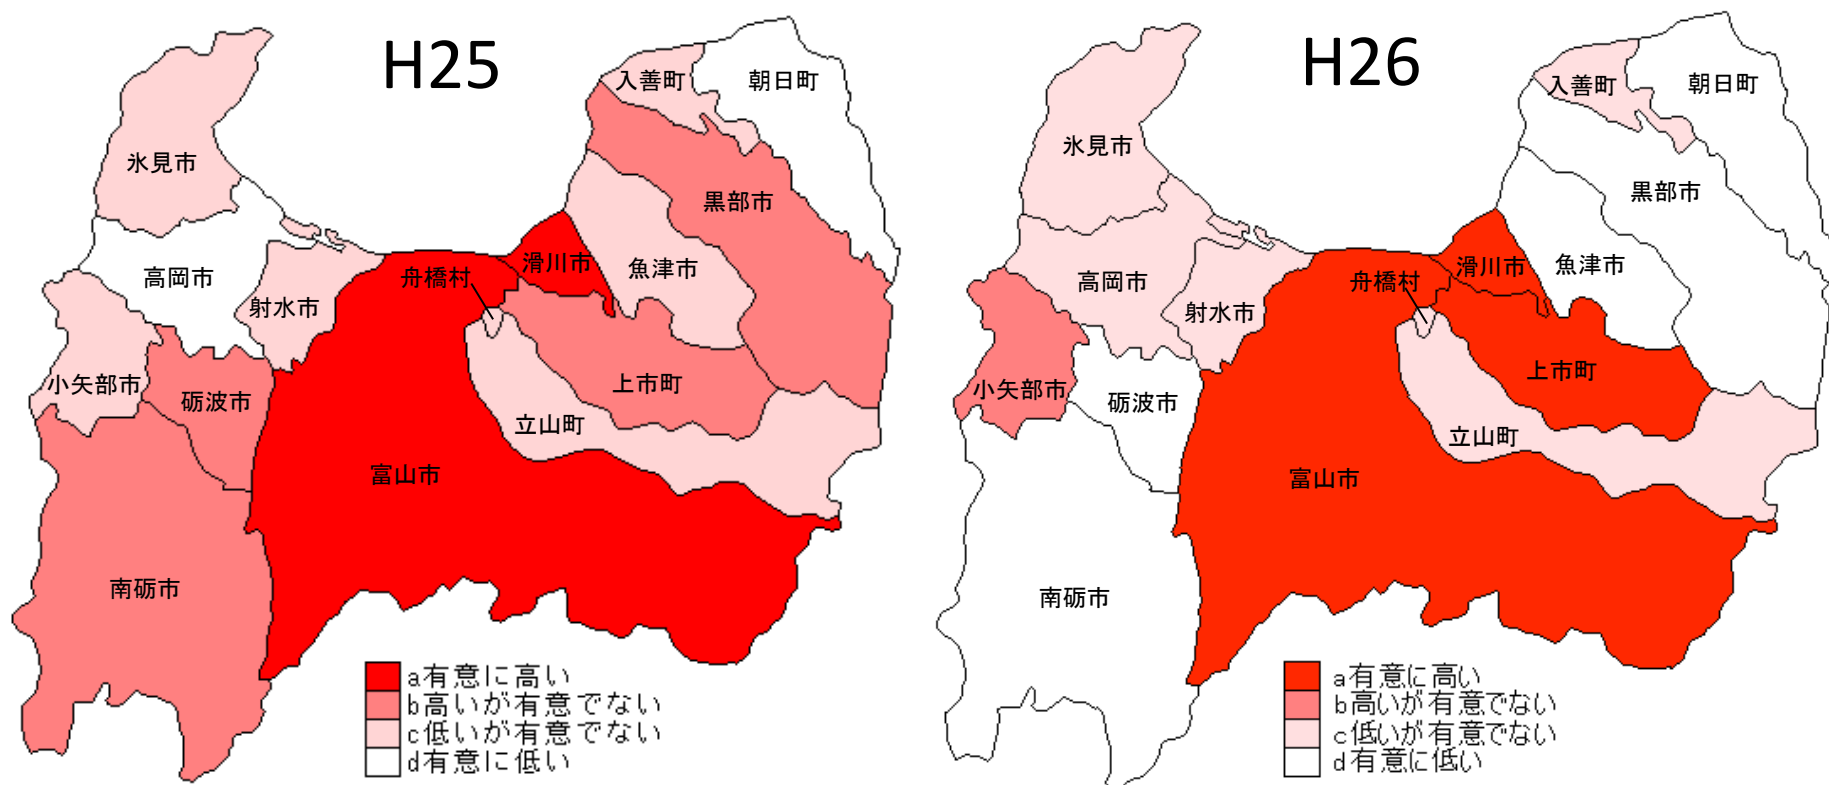 H25
入善町
朝日町
氷見市
黒部市
高岡市
舟橋村
滑川市
魚津市
射水市
小矢部市
砺波市
上市町
立山町
富山市
南砺市
a有意に高い
b高いが有意でない
c低いが有意でない
d有意に低い
H26
入善町
朝日町
氷見市
黒部市
高岡市
舟橋村
滑川市
魚津市
射水市
小矢部市
砺波市
上市町
立山町
富山市
南砺市
a有意に高い
b高いが有意でない
c低いが有意でない
d有意に低い